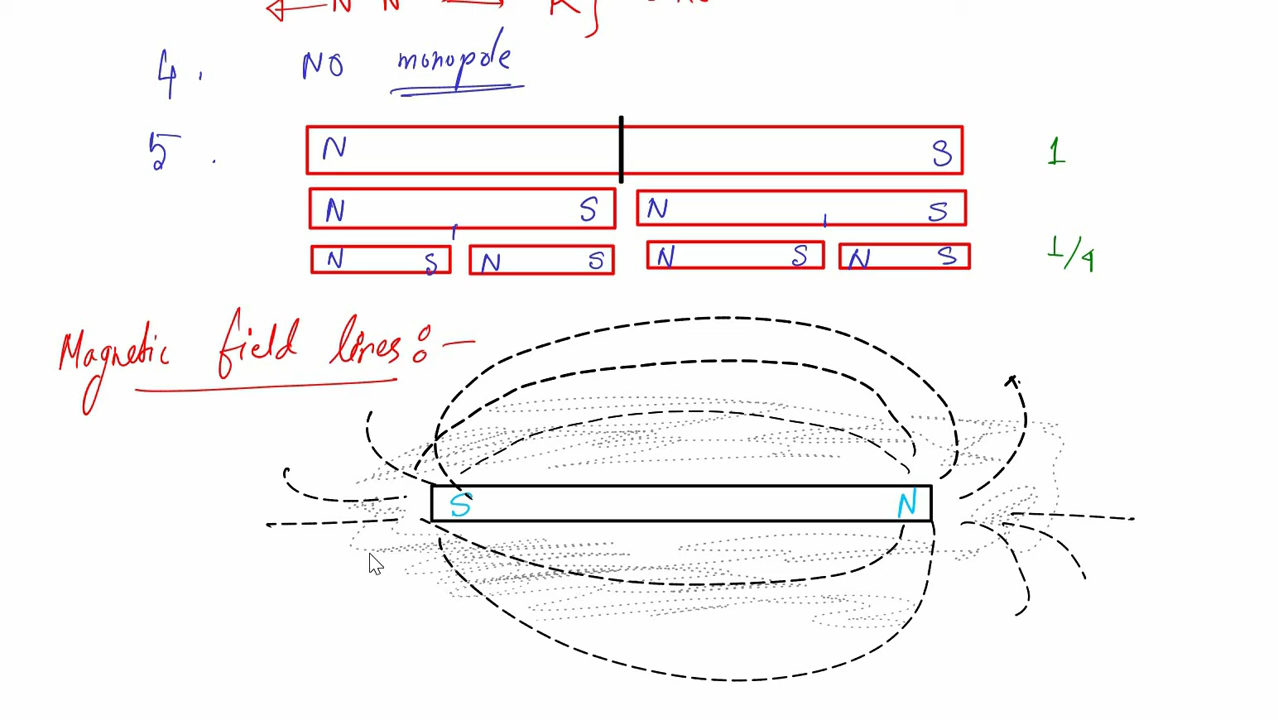 N N
4. NO monopole
5. N S 1
N S N S
N S N S N S N S 1/4
Magnetic field lines :-
S N